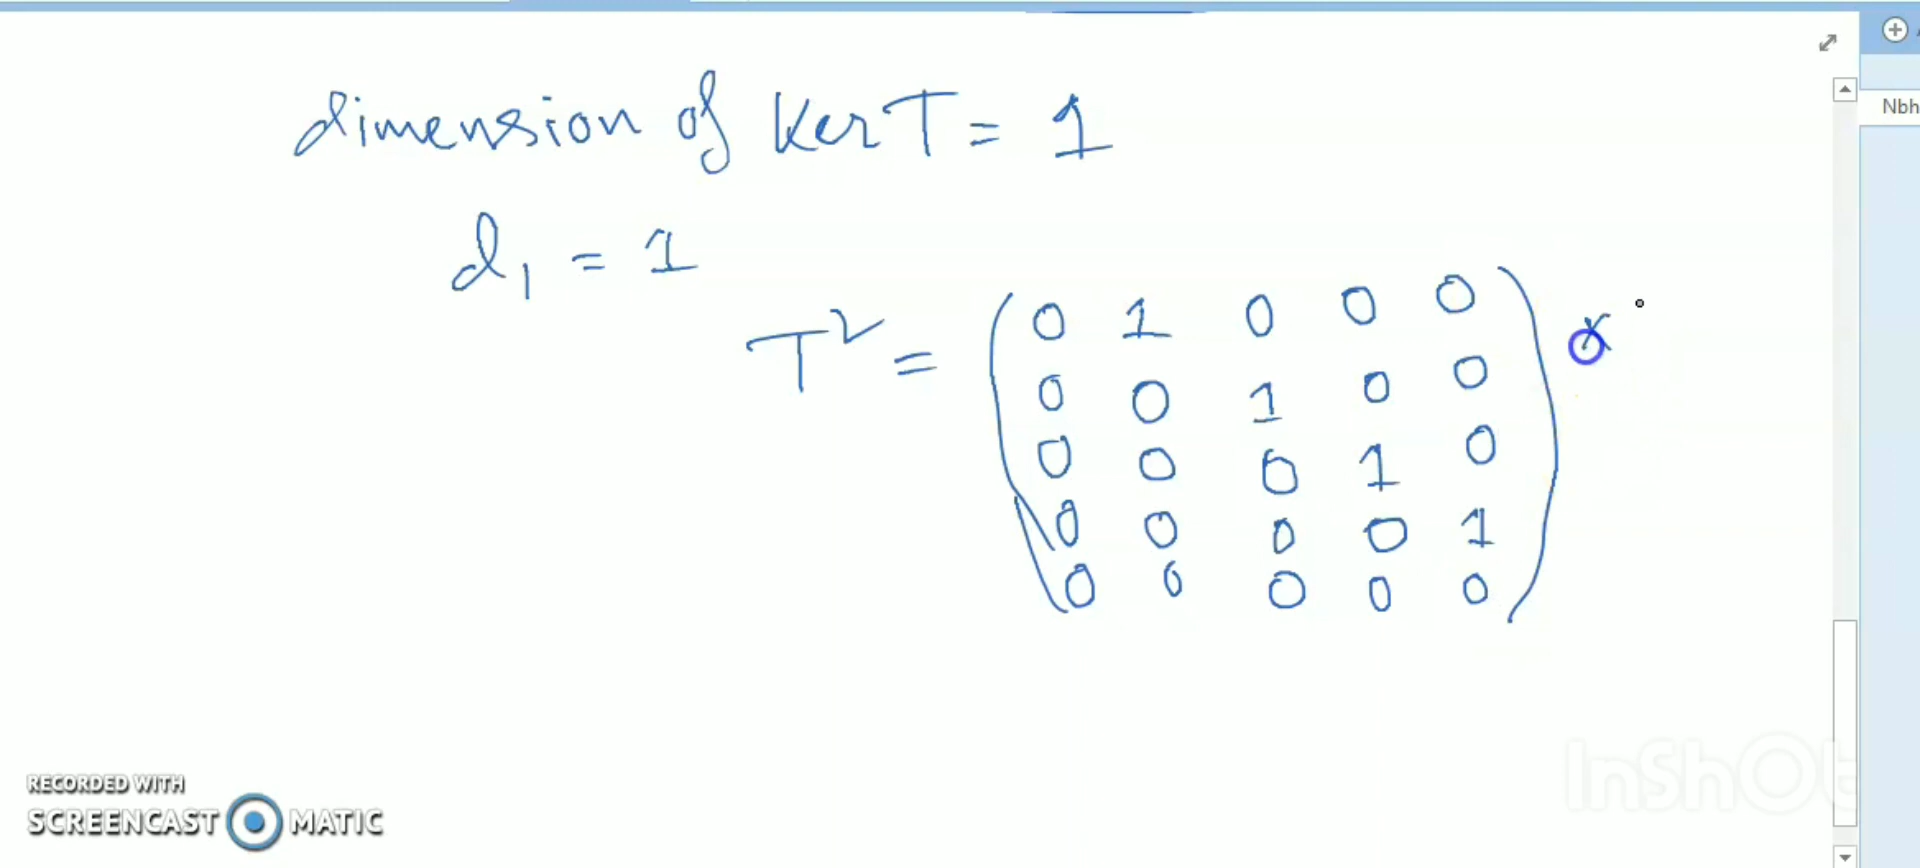 dimension of Ker T = 1
d₁ = 1
T² = ( 0 1 0 0 0 ) x
0 0 1 0 0
0 0 0 1 0
0 0 0 0 1
0 0 0 0 0
Nbh
RECORDED WITH
SCREENCAST MATIC
InShOt